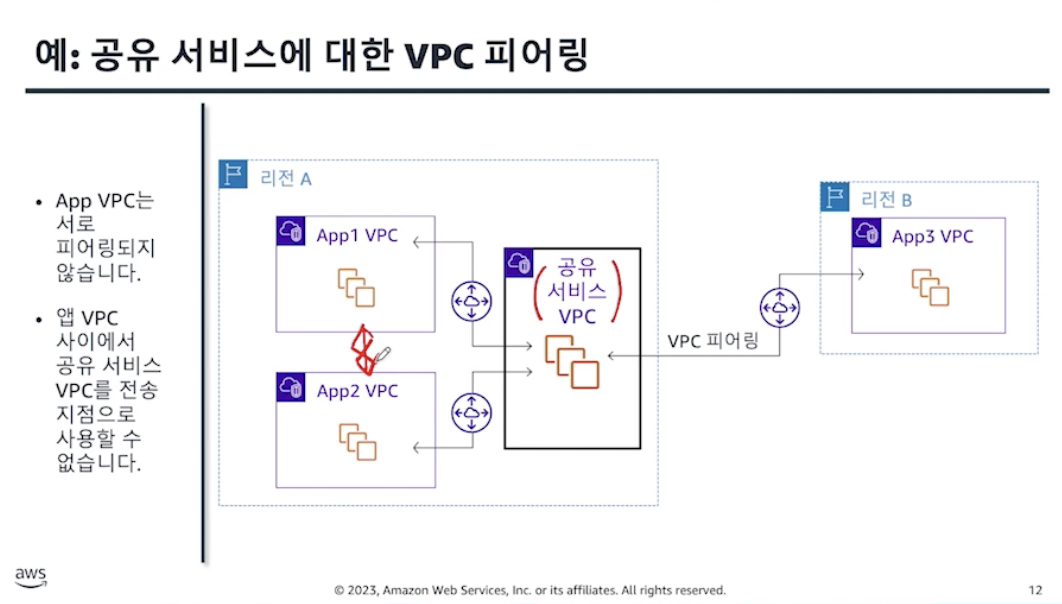 예: 공유 서비스에 대한 VPC 피어링
• App VPC는
서로
피어링되지
않습니다.
• 앱 VPC
사이에서
공유 서비스
VPC를 전송
지점으로
사용할 수
없습니다.
리전 A
App1 VPC
App2 VPC
공유
서비스
VPC
VPC 피어링
리전 B
App3 VPC
aws
© 2023, Amazon Web Services, Inc. or its affiliates. All rights reserved.
12